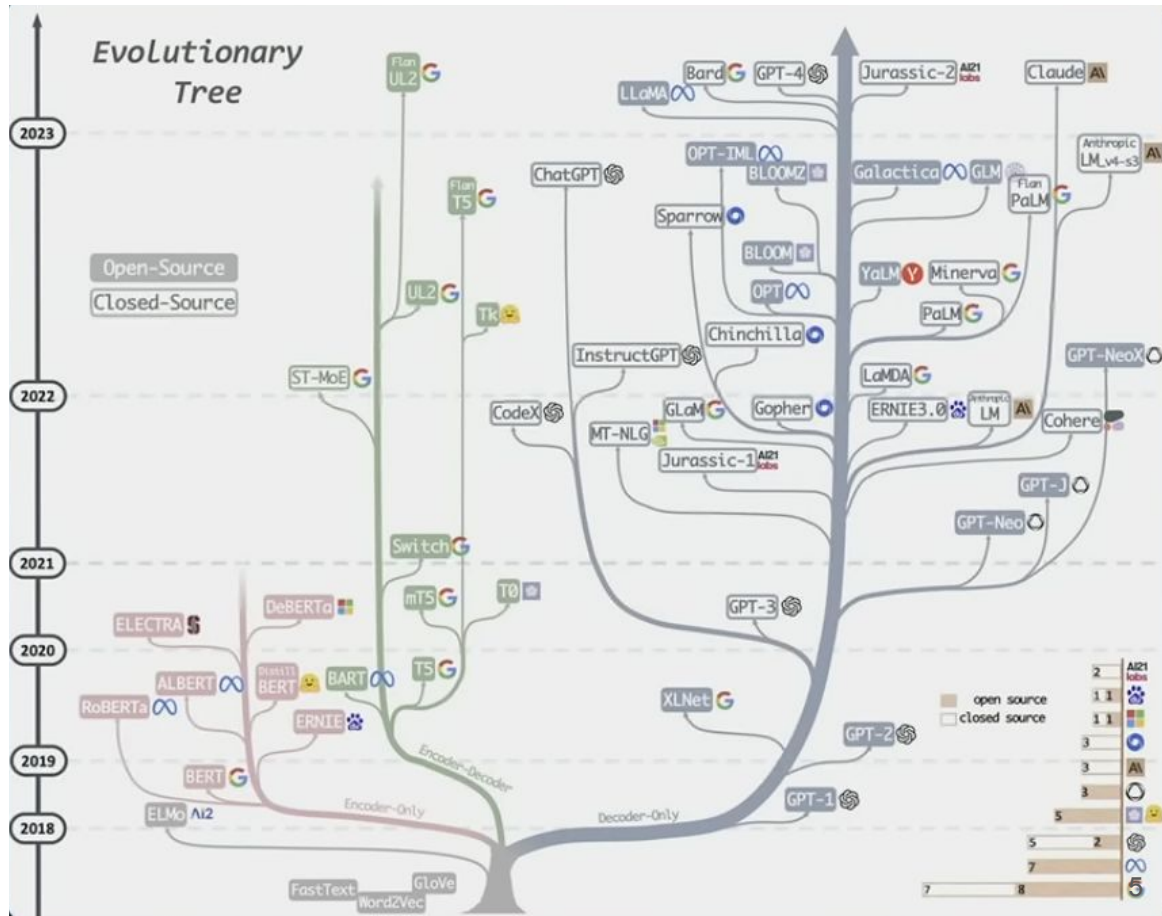 Evolutionary
Tree
2023
2022
2021
2020
2019
2018
Open-Source
Closed-Source
Flan
UL2
Bard
GPT-4
Jurassic-2
AI21
labs
Claude
A\
LLaMA
OPT-IML
BLOOMZ
Galactica
GLM
Anthropic
LM_v4-s3
A\
ChatGPT
Flan
T5
Flan
PaLM
Sparrow
BLOOM
YaLM
Y
Minerva
UL2
OPT
Tk
PaLM
Chinchilla
InstructGPT
GPT-NeoX
ST-MoE
LaMDA
CodeX
GLaM
Gopher
ERNIE3.0
Anthropic
LM
A\
Cohere
MT-NLG
Jurassic-1
AI21
labs
GPT-J
GPT-Neo
Switch
mT5
T0
DeBERTa
GPT-3
ELECTRA
S
ALBERT
Distill
BERT
BART
T5
RoBERTa
ERNIE
XLNet
GPT-2
Encoder-Decoder
BERT
Encoder-Only
ELMo
Ai2
Decoder-Only
GPT-1
FastText
Word2Vec
GloVe
open source
closed source
2
AI21
labs
1 1
1 1
3
3
A\
3
5
5 2
7
7 8 5